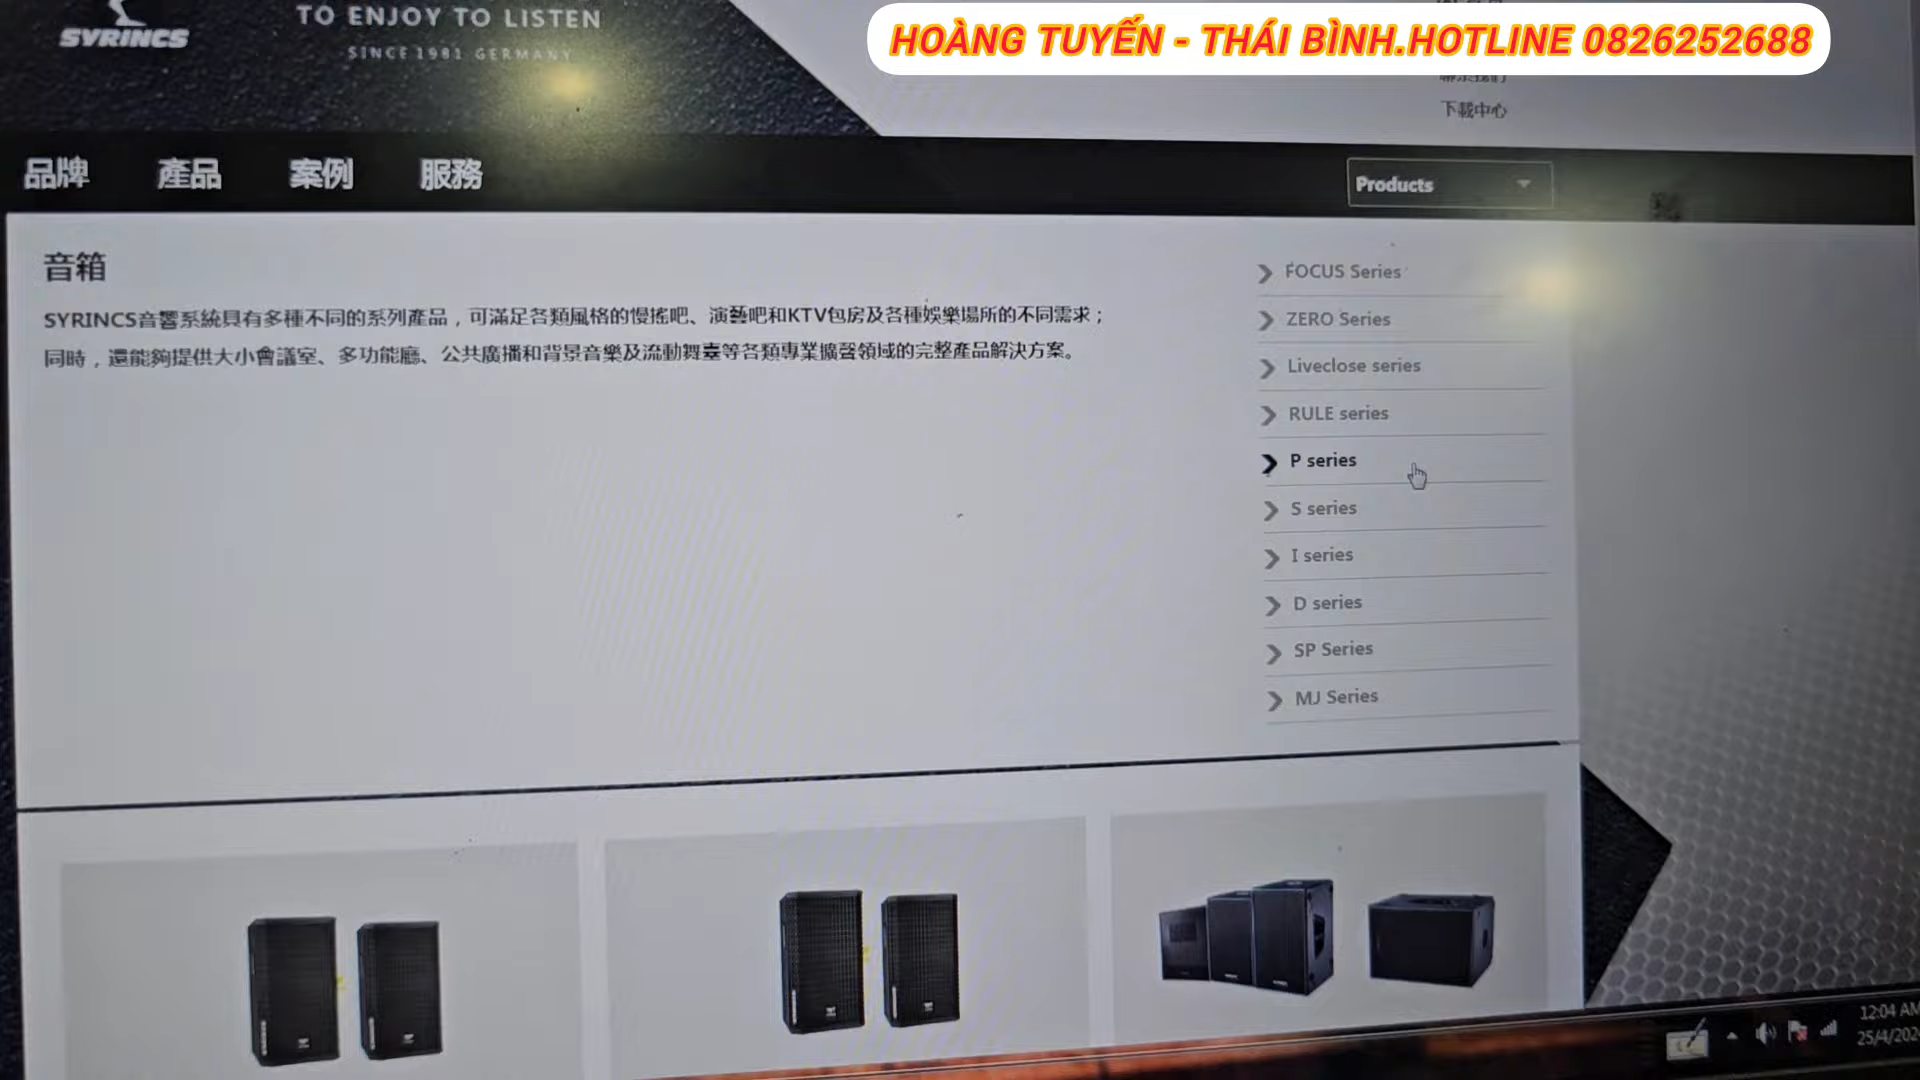 SYRINCS
TO ENJOY TO LISTEN
SINCE 1981 GERMANY
HOÀNG TUYẾN - THÁI BÌNH.HOTLINE 0826252688
聯系我們
下載中心
品牌 產品 案例 服務
Products
音箱
SYRINCS音響系統具有多種不同的系列產品，可滿足各類風格的慢搖吧、演藝吧和KTV包房及各種娛樂場所的不同需求；
同時，還能夠提供大小會議室、多功能廳、公共廣播和背景音樂及流動舞臺等各類專業擴聲領域的完整產品解決方案。
FOCUS Series
ZERO Series
Liveclose series
RULE series
P series
S series
I series
D series
SP Series
MJ Series
12:04 AM
25/4/202